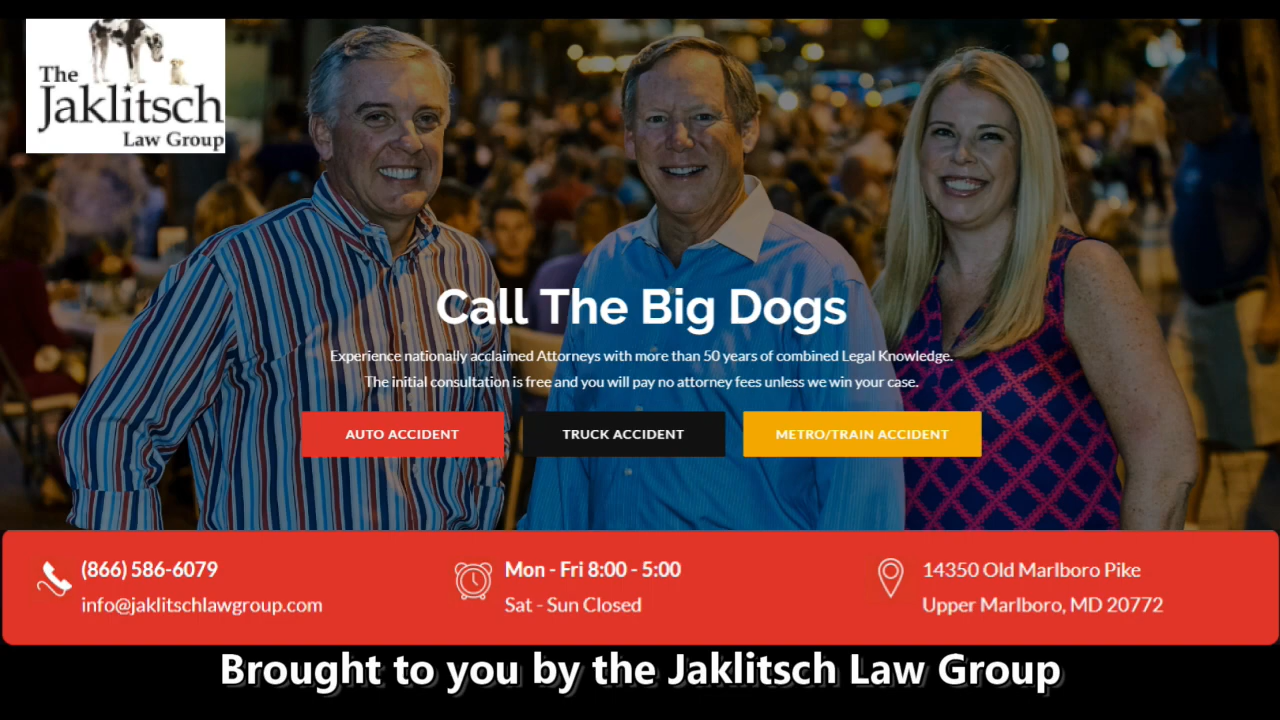 The
Jaklitsch
Law Group
Call The Big Dogs
Experience nationally acclaimed Attorneys with more than 50 years of combined Legal Knowledge.
The initial consultation is free and you will pay no attorney fees unless we win your case.
AUTO ACCIDENT
TRUCK ACCIDENT
METRO/TRAIN ACCIDENT
(866) 586-6079
info@jaklitschlawgroup.com
Mon - Fri 8:00 - 5:00
Sat - Sun Closed
14350 Old Marlboro Pike
Upper Marlboro, MD 20772
Brought to you by the Jaklitsch Law Group